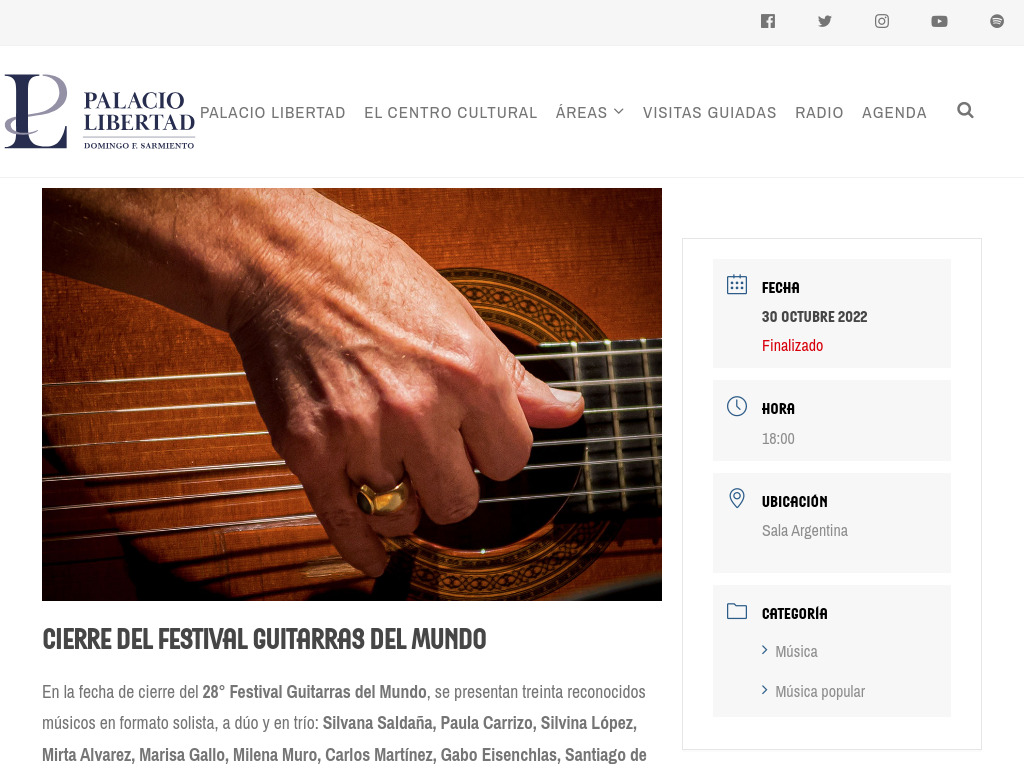 PALACIO
LIBERTAD
DOMINGO F. SARMIENTO
PALACIO LIBERTAD EL CENTRO CULTURAL ÁREAS VISITAS GUIADAS RADIO AGENDA
CIERRE DEL FESTIVAL GUITARRAS DEL MUNDO
En la fecha de cierre del 28° Festival Guitarras del Mundo, se presentan treinta reconocidos
músicos en formato solista, a dúo y en trío: Silvana Saldaña, Paula Carrizo, Silvina López,
Mirta Alvarez, Marisa Gallo, Milena Muro, Carlos Martínez, Gabo Eisenchlas, Santiago de
FECHA
30 OCTUBRE 2022
Finalizado
HORA
18:00
UBICACIÓN
Sala Argentina
CATEGORÍA
Música
Música popular